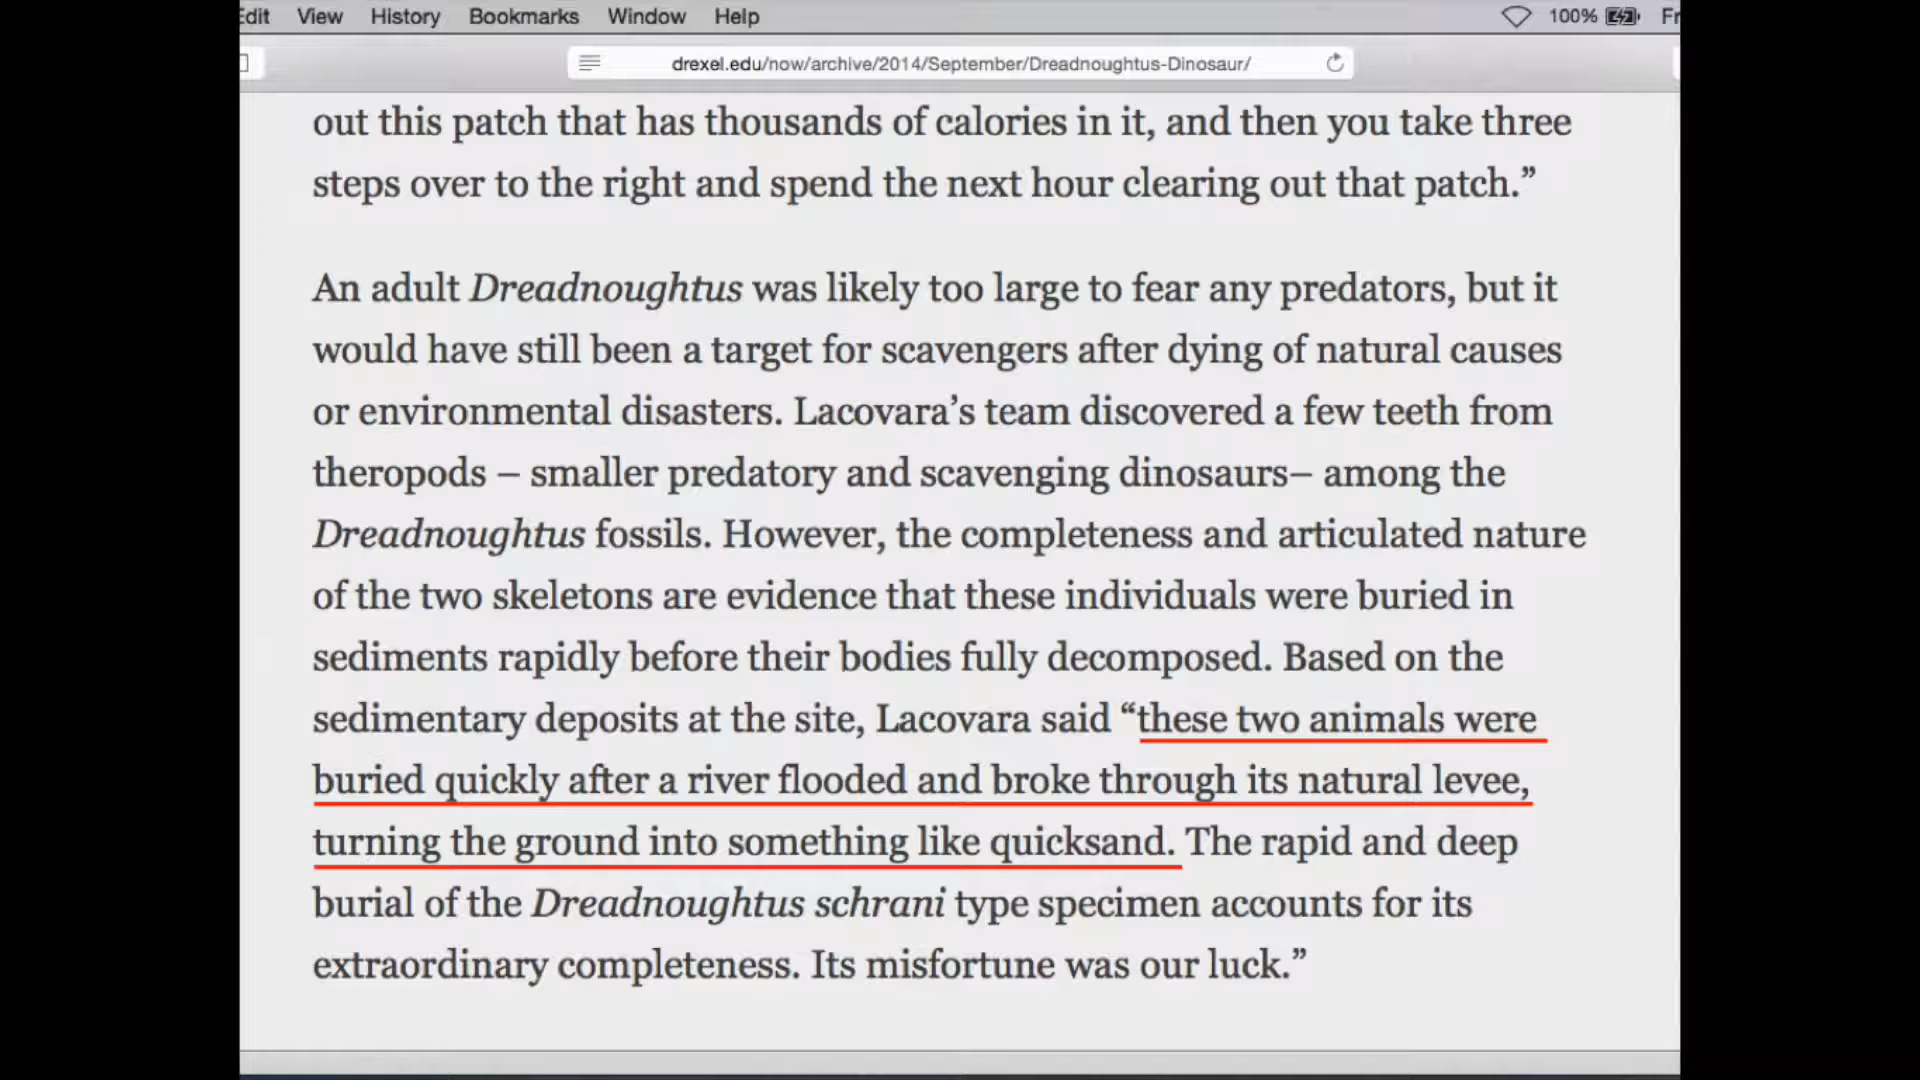 Edit View History Bookmarks Window Help 100%
drexel.edu/now/archive/2014/September/Dreadnoughtus-Dinosaur/
out this patch that has thousands of calories in it, and then you take three
steps over to the right and spend the next hour clearing out that patch.”
An adult Dreadnoughtus was likely too large to fear any predators, but it
would have still been a target for scavengers after dying of natural causes
or environmental disasters. Lacovara’s team discovered a few teeth from
theropods – smaller predatory and scavenging dinosaurs– among the
Dreadnoughtus fossils. However, the completeness and articulated nature
of the two skeletons are evidence that these individuals were buried in
sediments rapidly before their bodies fully decomposed. Based on the
sedimentary deposits at the site, Lacovara said “these two animals were
buried quickly after a river flooded and broke through its natural levee,
turning the ground into something like quicksand. The rapid and deep
burial of the Dreadnoughtus schrani type specimen accounts for its
extraordinary completeness. Its misfortune was our luck.”